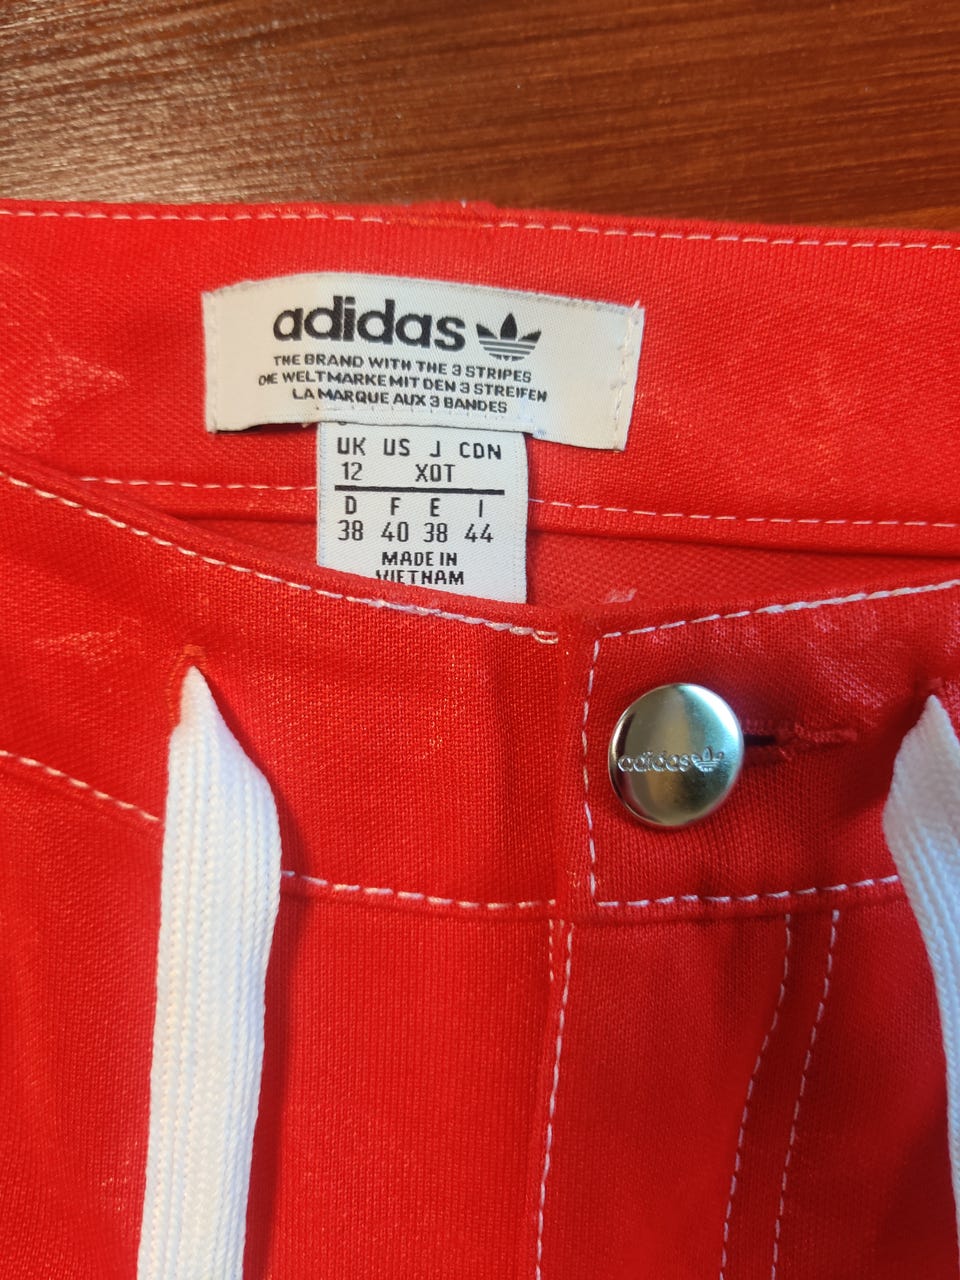 adidas
THE BRAND WITH THE 3 STRIPES
DIE WELTMARKE MIT DEN 3 STREIFEN
LA MARQUE AUX 3 BANDES
UK US J CDN
12 XOT
D F E I
38 40 38 44
MADE IN
VIETNAM
adidas